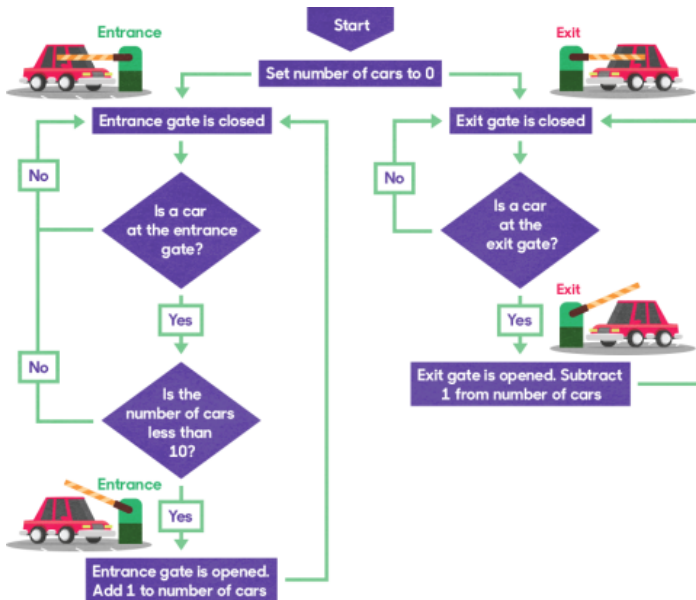 Start
Entrance
Exit
Set number of cars to 0
Entrance gate is closed
Exit gate is closed
No
No
Is a car
at the entrance
gate?
Is a car
at the
exit gate?
Yes
Exit
Yes
No
Exit gate is opened. Subtract
1 from number of cars
Is the
number of cars
less than
10?
Entrance
Yes
Entrance gate is opened.
Add 1 to number of cars